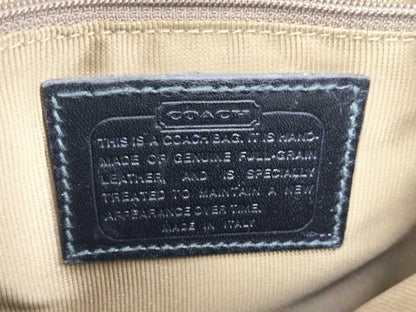 COACH
THIS IS A COACH BAG. IT IS HAND-
MADE OF GENUINE FULL-GRAIN
LEATHER, AND IS SPECIALLY
TREATED TO MAINTAIN A NEW
APPEARANCE OVER TIME.
MADE IN ITALY